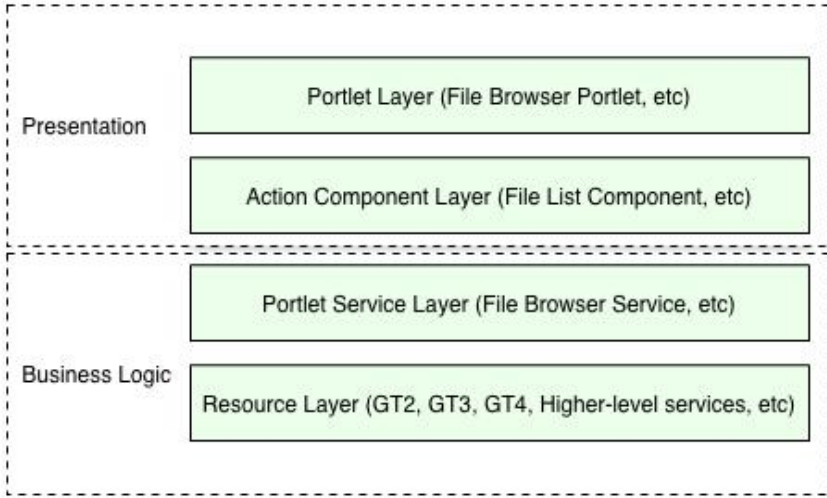 Presentation
Portlet Layer (File Browser Portlet, etc)
Action Component Layer (File List Component, etc)
Business Logic
Portlet Service Layer (File Browser Service, etc)
Resource Layer (GT2, GT3, GT4, Higher-level services, etc)